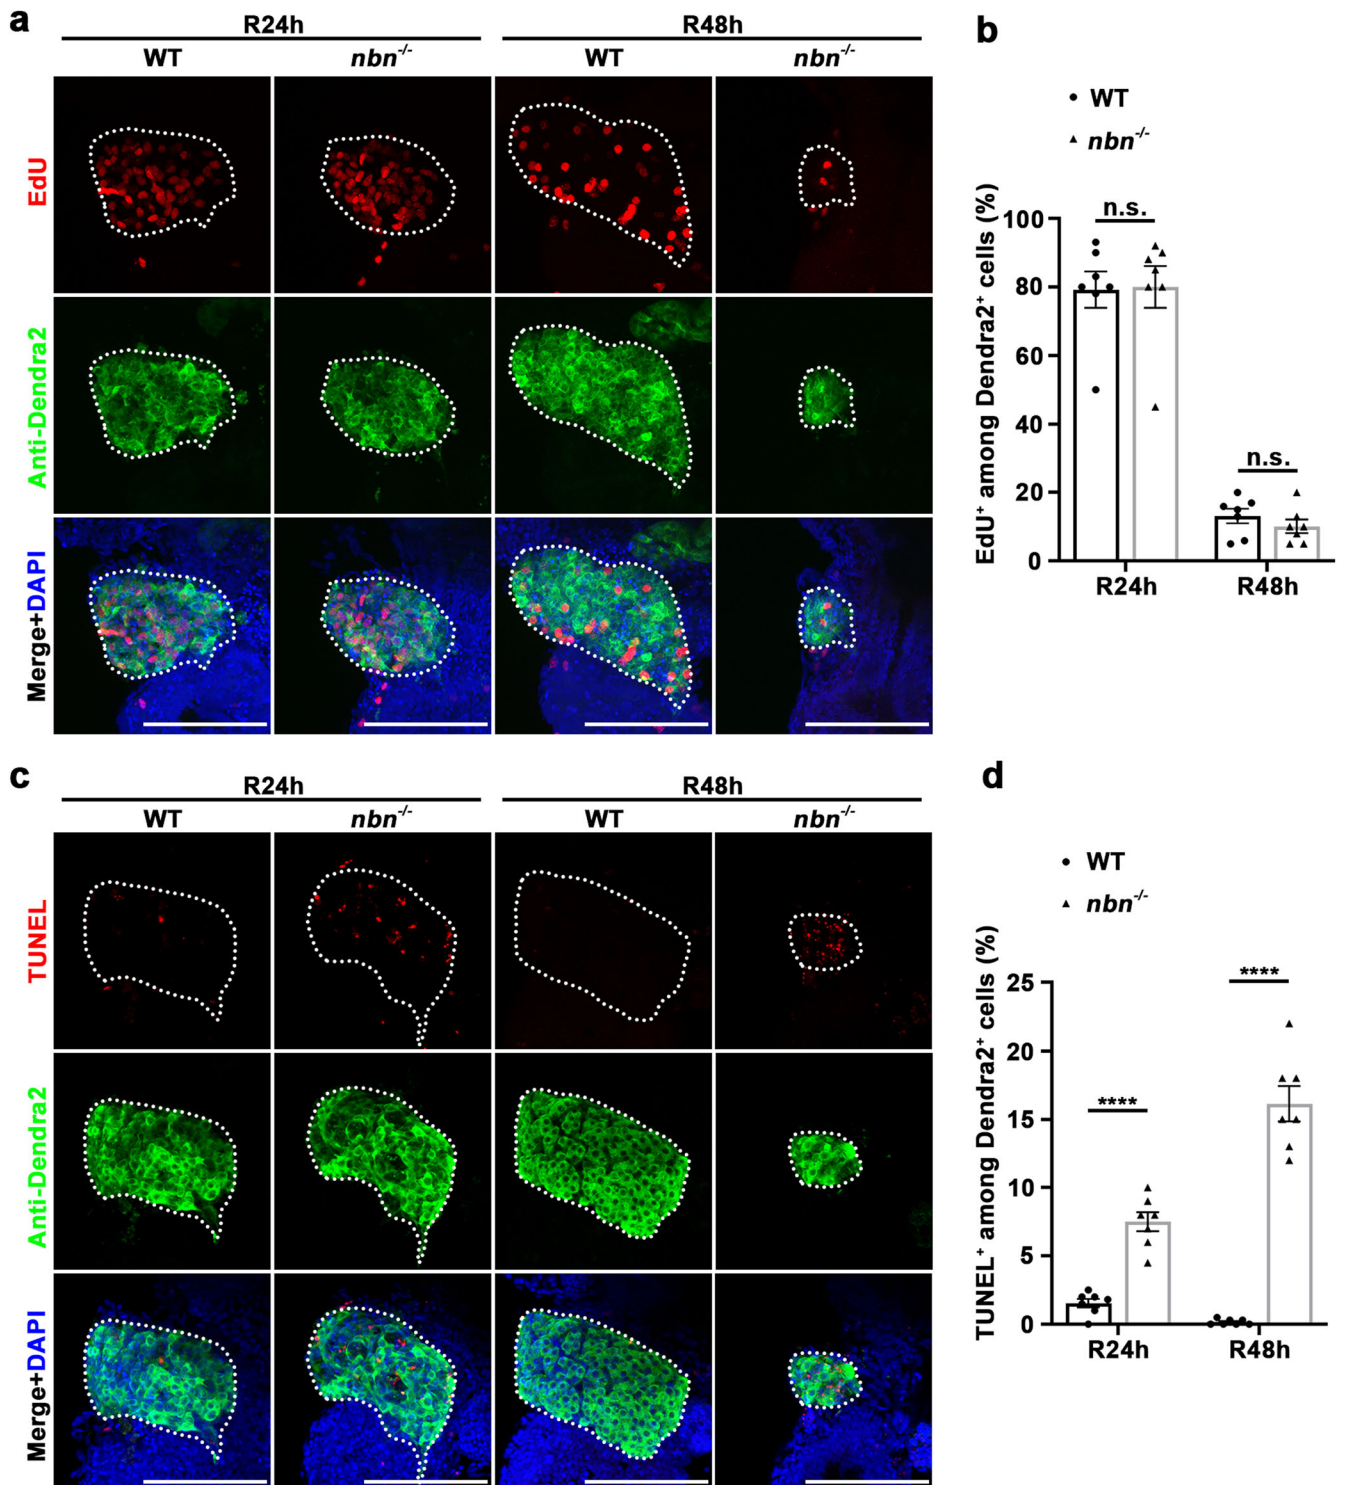 a
R24h
R48h
WT
nbn-/-
WT
nbn-/-
EdU
Anti-Dendra2
Merge+DAPI
b
WT
nbn-/-
EdU+ among Dendra2+ cells (%)
100
80
60
40
20
0
n.s.
n.s.
R24h
R48h
c
R24h
R48h
WT
nbn-/-
WT
nbn-/-
TUNEL
Anti-Dendra2
Merge+DAPI
d
WT
nbn-/-
TUNEL+ among Dendra2+ cells (%)
25
20
15
10
5
0
****
****
R24h
R48h